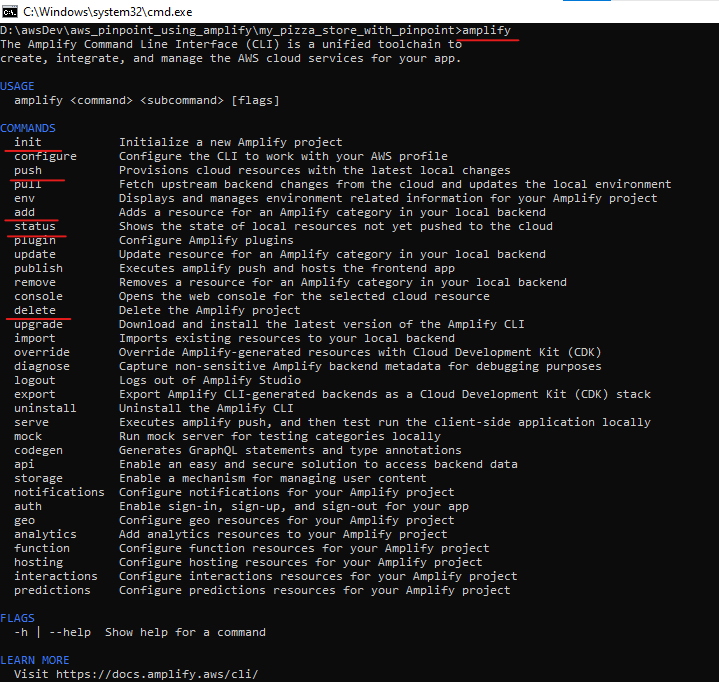 C:\Windows\system32\cmd.exe
D:\awsDev\aws_pinpoint_using_amplify\my_pizza_store_with_pinpoint>amplify
The Amplify Command Line Interface (CLI) is a unified toolchain to
create, integrate, and manage the AWS cloud services for your app.
USAGE
amplify <command> <subcommand> [flags]
COMMANDS
init Initialize a new Amplify project
configure Configure the CLI to work with your AWS profile
push Provisions cloud resources with the latest local changes
pull Fetch upstream backend changes from the cloud and updates the local environment
env Displays and manages environment related information for your Amplify project
add Adds a resource for an Amplify category in your local backend
status Shows the state of local resources not yet pushed to the cloud
plugin Configure Amplify plugins
update Update resource for an Amplify category in your local backend
publish Executes amplify push and hosts the frontend app
remove Removes a resource for an Amplify category in your local backend
console Opens the web console for the selected cloud resource
delete Delete the Amplify project
upgrade Download and install the latest version of the Amplify CLI
import Imports existing resources to your local backend
override Override Amplify-generated resources with Cloud Development Kit (CDK)
diagnose Capture non-sensitive Amplify backend metadata for debugging purposes
logout Logs out of Amplify Studio
export Export Amplify CLI-generated backends as a Cloud Development Kit (CDK) stack
uninstall Uninstall the Amplify CLI
serve Executes amplify push, and then test run the client-side application locally
mock Run mock server for testing categories locally
codegen Generates GraphQL statements and type annotations
api Enable an easy and secure solution to access backend data
storage Enable a mechanism for managing user content
notifications Configure notifications for your Amplify project
auth Enable sign-in, sign-up, and sign-out for your app
geo Configure geo resources for your Amplify project
analytics Add analytics resources to your Amplify project
function Configure function resources for your Amplify project
hosting Configure hosting resources for your Amplify project
interactions Configure interactions resources for your Amplify project
predictions Configure predictions resources for your Amplify project
FLAGS
-h | --help Show help for a command
LEARN MORE
Visit https://docs.amplify.aws/cli/